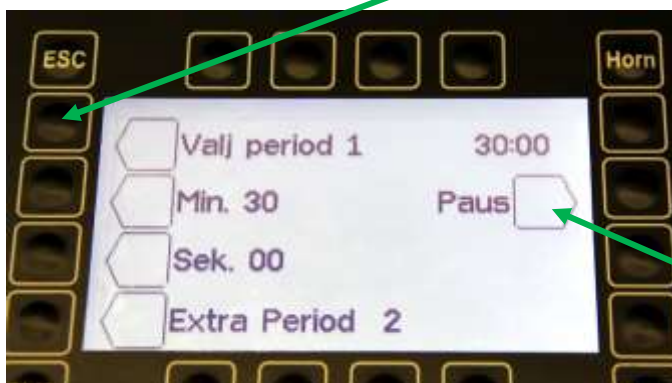 ESC
Horn
Valj period 1 30:00
Min. 30 Paus
Sek. 00
Extra Period 2